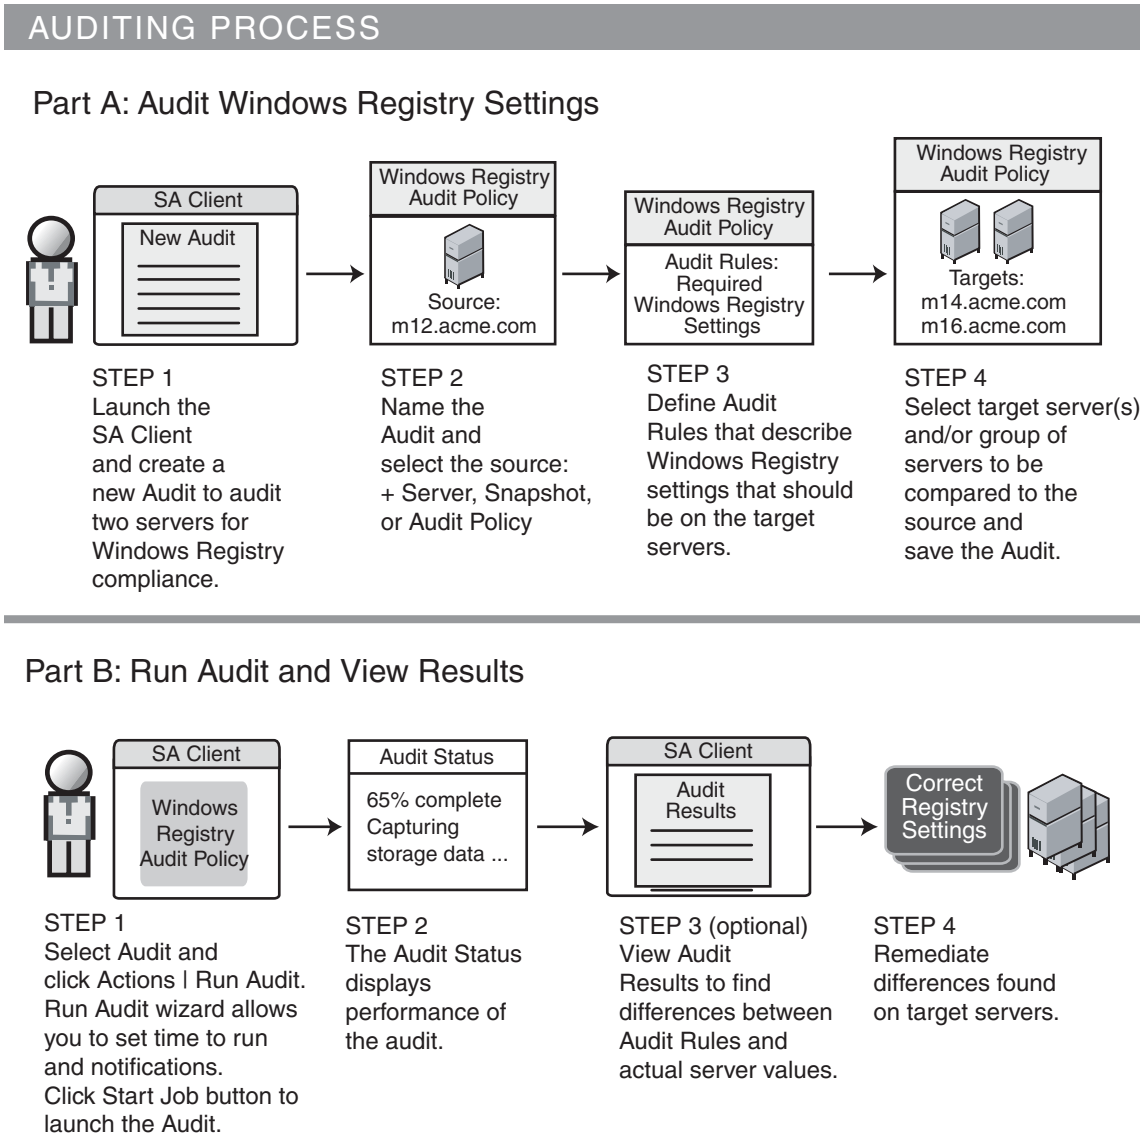 AUDITING PROCESS
Part A: Audit Windows Registry Settings
SA Client
New Audit
Windows Registry
Audit Policy
Source:
m12.acme.com
Windows Registry
Audit Policy
Audit Rules:
Required
Windows Registry
Settings
Windows Registry
Audit Policy
Targets:
m14.acme.com
m16.acme.com
STEP 1
Launch the
SA Client
and create a
new Audit to audit
two servers for
Windows Registry
compliance.
STEP 2
Name the
Audit and
select the source:
+ Server, Snapshot,
or Audit Policy
STEP 3
Define Audit
Rules that describe
Windows Registry
settings that should
be on the target
servers.
STEP 4
Select target server(s)
and/or group of
servers to be
compared to the
source and
save the Audit.
Part B: Run Audit and View Results
SA Client
Windows
Registry
Audit Policy
Audit Status
65% complete
Capturing
storage data ...
SA Client
Audit
Results
Correct
Registry
Settings
STEP 1
Select Audit and
click Actions | Run Audit.
Run Audit wizard allows
you to set time to run
and notifications.
Click Start Job button to
launch the Audit.
STEP 2
The Audit Status
displays
performance of
the audit.
STEP 3 (optional)
View Audit
Results to find
differences between
Audit Rules and
actual server values.
STEP 4
Remediate
differences found
on target servers.